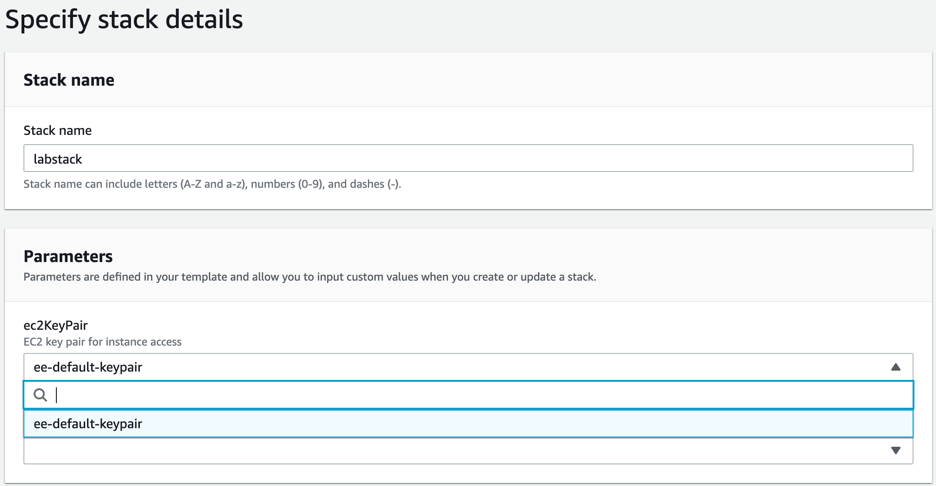 Specify stack details
Stack name
Stack name
labstack
Stack name can include letters (A-Z and a-z), numbers (0-9), and dashes (-).
Parameters
Parameters are defined in your template and allow you to input custom values when you create or update a stack.
ec2KeyPair
EC2 key pair for instance access
ee-default-keypair
ee-default-keypair